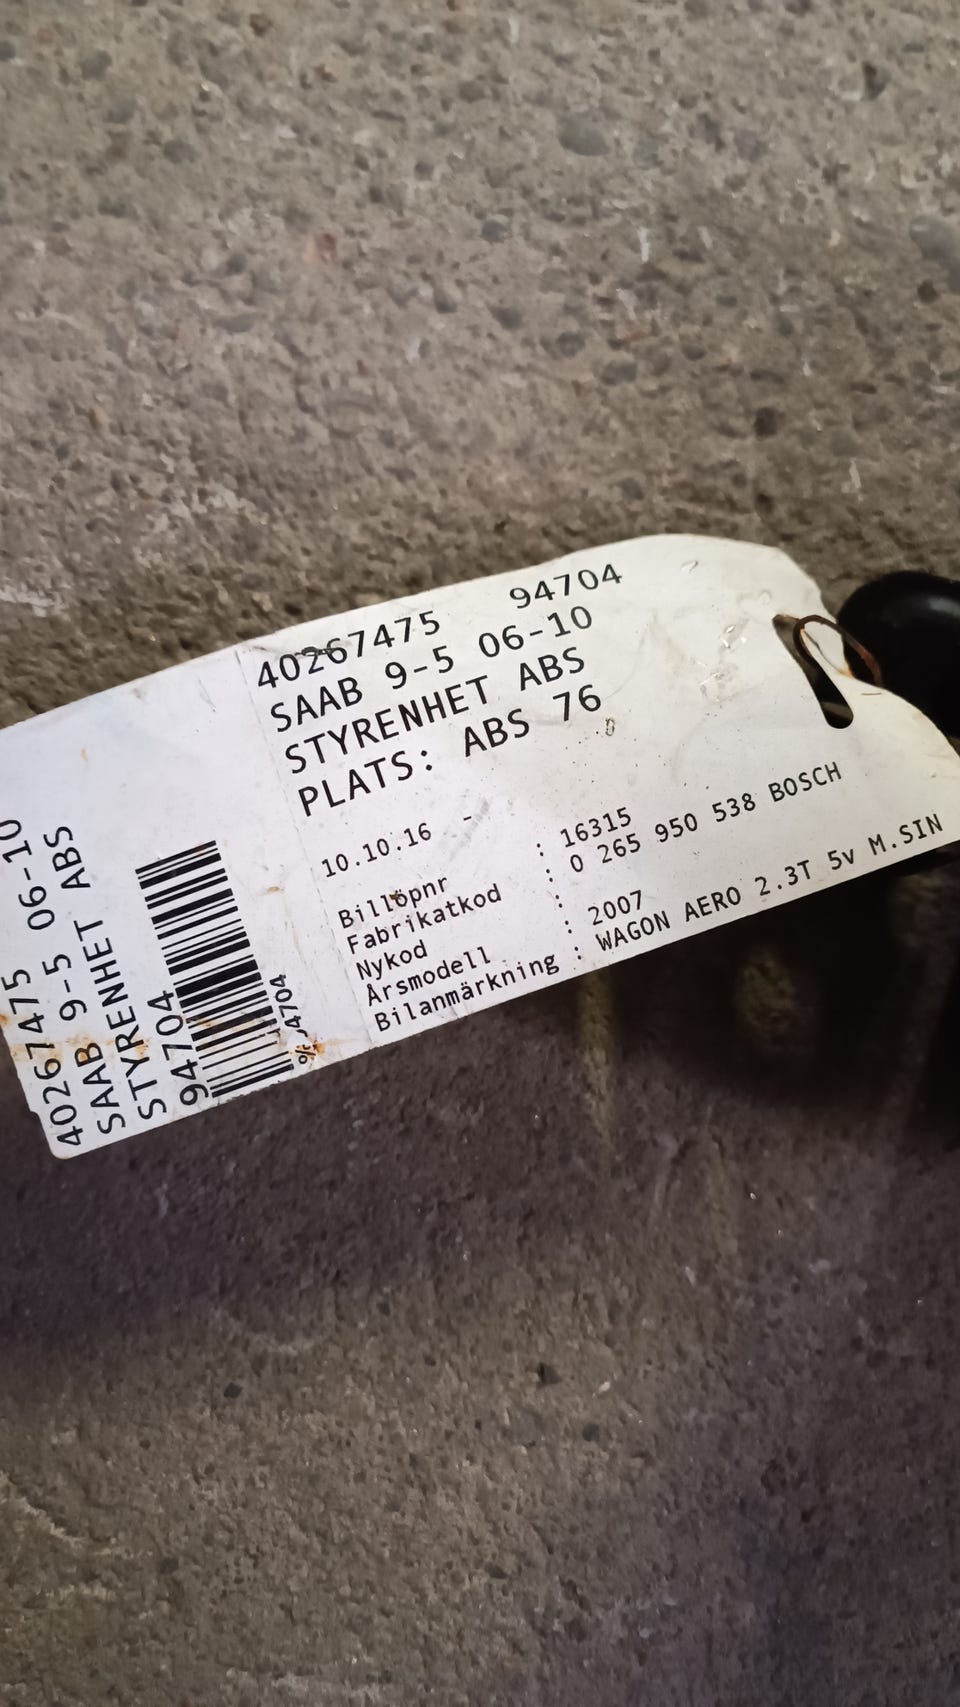 40267475 94704
SAAB 9-5 06-10
STYRENHET ABS
PLATS: ABS 76
10.10.16 -
Billöpnr : 16315
Fabrikatkod : 0 265 950 538 BOSCH
Nykod :
Årsmodell : 2007
Bilanmärkning : WAGON AERO 2.3T 5v M.SIN
40267475
SAAB 9-5 06-10
STYRENHET ABS
94704